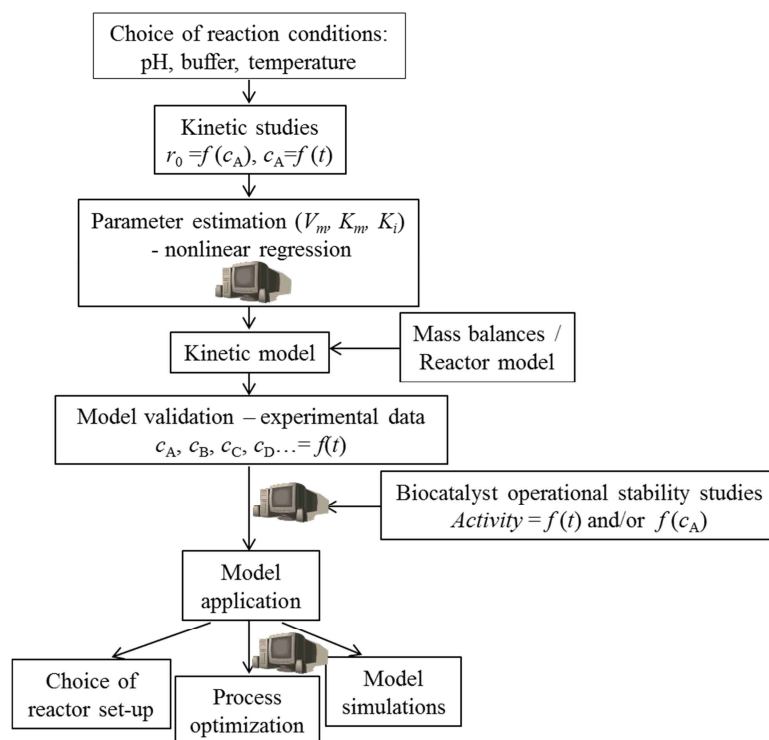 Choice of reaction conditions:
pH, buffer, temperature
Kinetic studies
r₀ =f (cA), cA=f (t)
Parameter estimation (Vm, Km, Ki)
- nonlinear regression
Kinetic model
Mass balances /
Reactor model
Model validation – experimental data
cA, cB, cC, cD…= f(t)
Biocatalyst operational stability studies
Activity = f (t) and/or f (cA)
Model
application
Choice of
reactor set-up
Process
optimization
Model
simulations